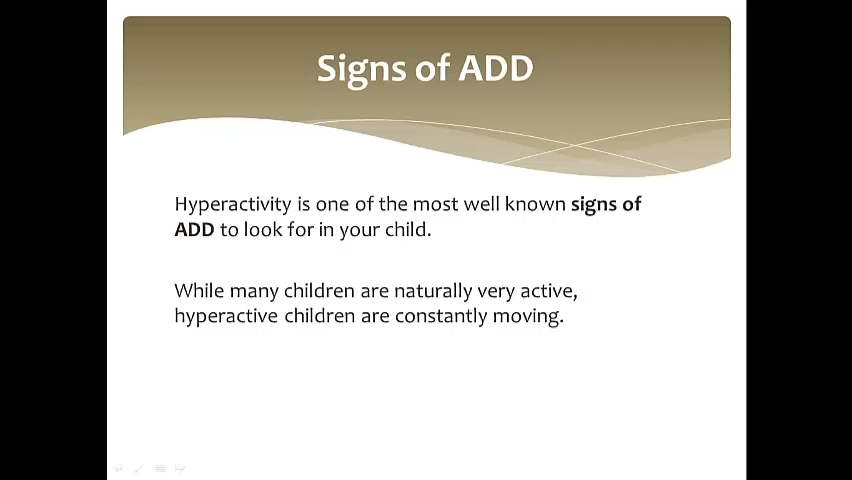 Signs of ADD
Hyperactivity is one of the most well known signs of
ADD to look for in your child.
While many children are naturally very active,
hyperactive children are constantly moving.